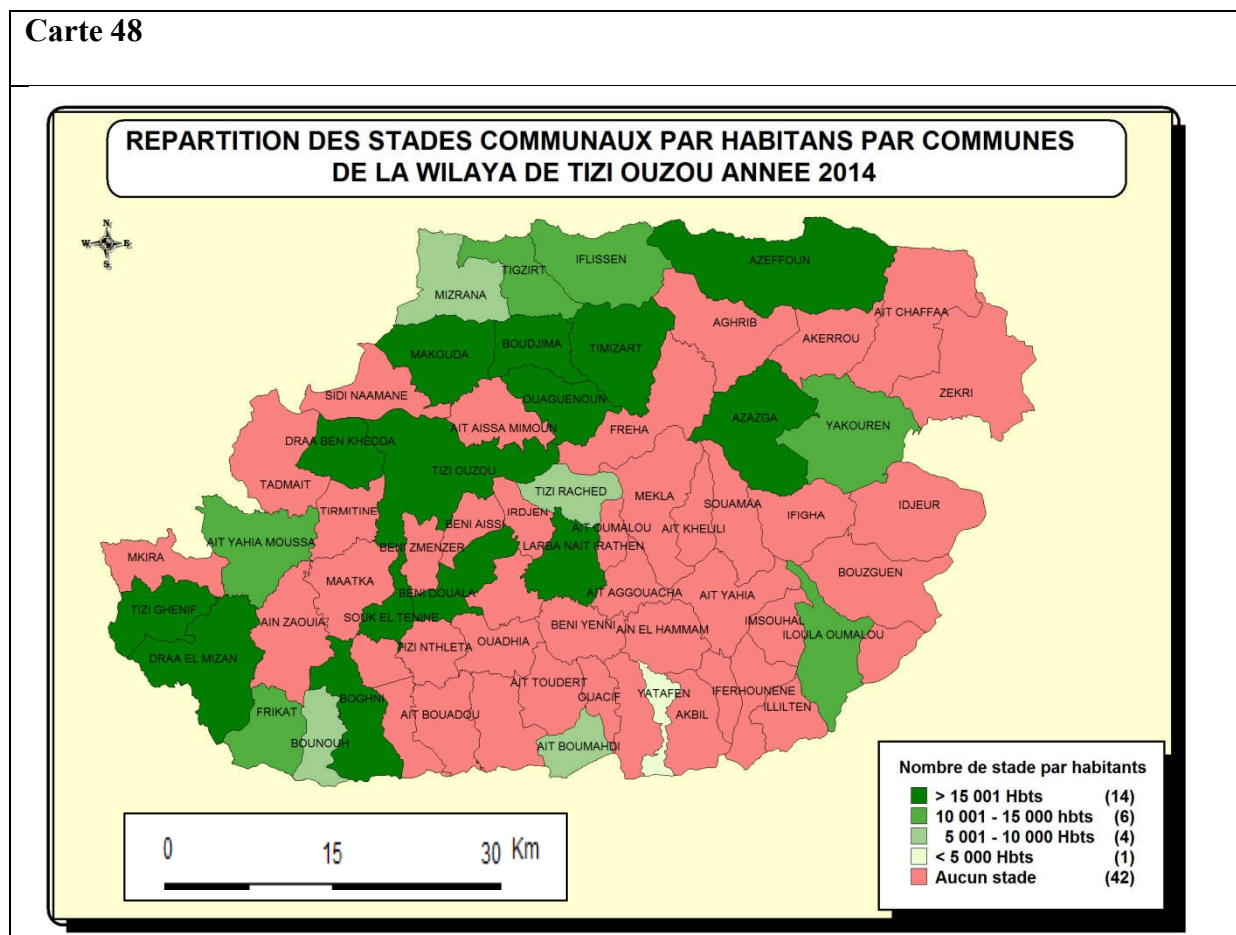 Carte 48
REPARTITION DES STADES COMMUNAUX PAR HABITANS PAR COMMUNES
DE LA WILAYA DE TIZI OUZOU ANNEE 2014
N
W E
S
IFLISSEN
AZEFFOUN
TIGZIRT
MIZRANA
AIT CHAFFAA
AGHRIB
AKERROU
BOUDJIMA
TIMIZART
MAKOUDA
ZEKRI
SIDI NAAMANE
OUAGUENOUN
AZAZGA
YAKOUREN
AIT AISSA MIMOUN
FREHA
DRAA BEN KHEDDA
TIZI OUZOU
TADMAIT
TIZI RACHED
MEKLA
SOUAMAA
IDJEUR
TIRMITINE
IRDJEN
IFIGHA
BENI AISSI
AIT OUMALOU
AIT KHELILI
AIT YAHIA MOUSSA
BENI ZMENZER
LARBA NAIT IRATHEN
MKIRA
BOUZGUEN
MAATKA
BENI DOUALA
AIT AGGOUACHA
AIT YAHIA
TIZI GHENIF
AIN ZAOUIA
SOUK EL TENINE
IMSOUHAL
BENI YENNI
AIN EL HAMMAM
ILOULA OUMALOU
OUADHIA
TIZI NTHLETA
DRAA EL MIZAN
AIT TOUDERT
OUACIF
YATAFEN
IFERHOUNENE
BOGHNI
ILLILTEN
FRIKAT
AIT BOUADOU
AKBIL
BOUNOUH
AIT BOUMAHDI
Nombre de stade par habitants
> 15 001 Hbts (14)
10 001 - 15 000 hbts (6)
5 001 - 10 000 Hbts (4)
< 5 000 Hbts (1)
Aucun stade (42)
0 15 30 Km